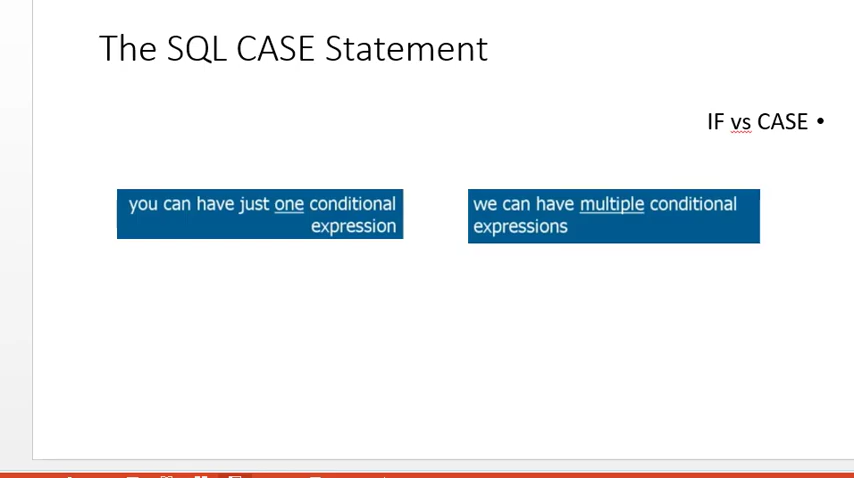 The SQL CASE Statement
IF vs CASE •
you can have just one conditional
expression
we can have multiple conditional
expressions